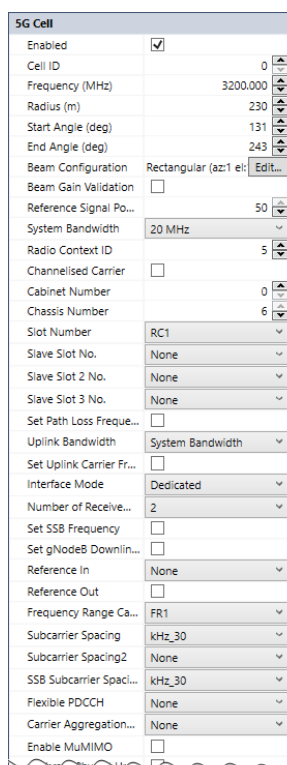 5G Cell
Enabled
Cell ID 0
Frequency (MHz) 3200.000
Radius (m) 230
Start Angle (deg) 131
End Angle (deg) 243
Beam Configuration Rectangular (az:1 el: Edit...
Beam Gain Validation
Reference Signal Po... 50
System Bandwidth 20 MHz
Radio Context ID 5
Channelised Carrier
Cabinet Number 0
Chassis Number 6
Slot Number RC1
Slave Slot No. None
Slave Slot 2 No. None
Slave Slot 3 No. None
Set Path Loss Freque...
Uplink Bandwidth System Bandwidth
Set Uplink Carrier Fr...
Interface Mode Dedicated
Number of Receive... 2
Set SSB Frequency
Set gNodeB Downlin...
Reference In None
Reference Out
Frequency Range Ca... FR1
Subcarrier Spacing kHz_30
Subcarrier Spacing2 None
SSB Subcarrier Spaci... kHz_30
Flexible PDCCH None
Carrier Aggregation... None
Enable MuMIMO